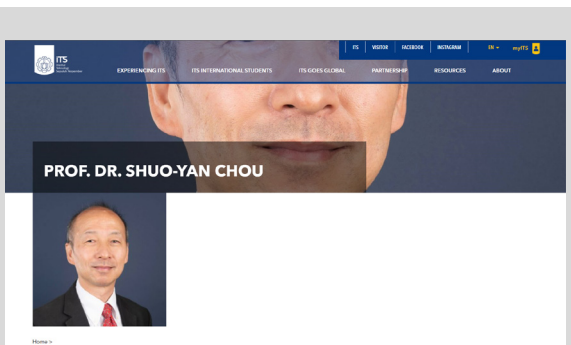 ITS VISITOR FACEBOOK INSTAGRAM EN myITS
ITS
EXPERIENCING ITS ITS INTERNATIONAL STUDENTS ITS GOES GLOBAL PARTNERSHIP RESOURCES ABOUT
PROF. DR. SHUO-YAN CHOU
Home >